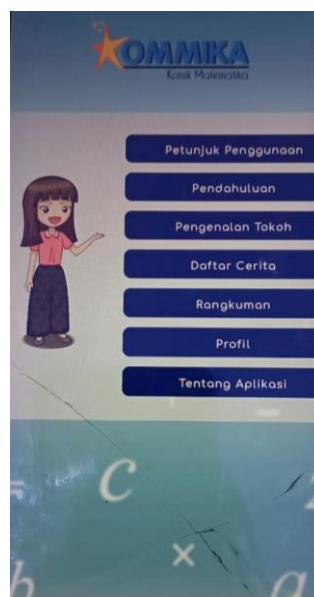 KOMMIKA
Komik Matematika
Petunjuk Penggunaan
Pendahuluan
Pengenalan Tokoh
Daftar Cerita
Rangkuman
Profil
Tentang Aplikasi
c
×
b
a